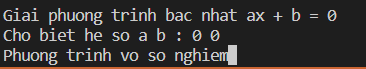 Giai phuong trinh bac nhat ax + b = 0
Cho biet he so a b : 0 0
Phuong trinh vo so nghiem